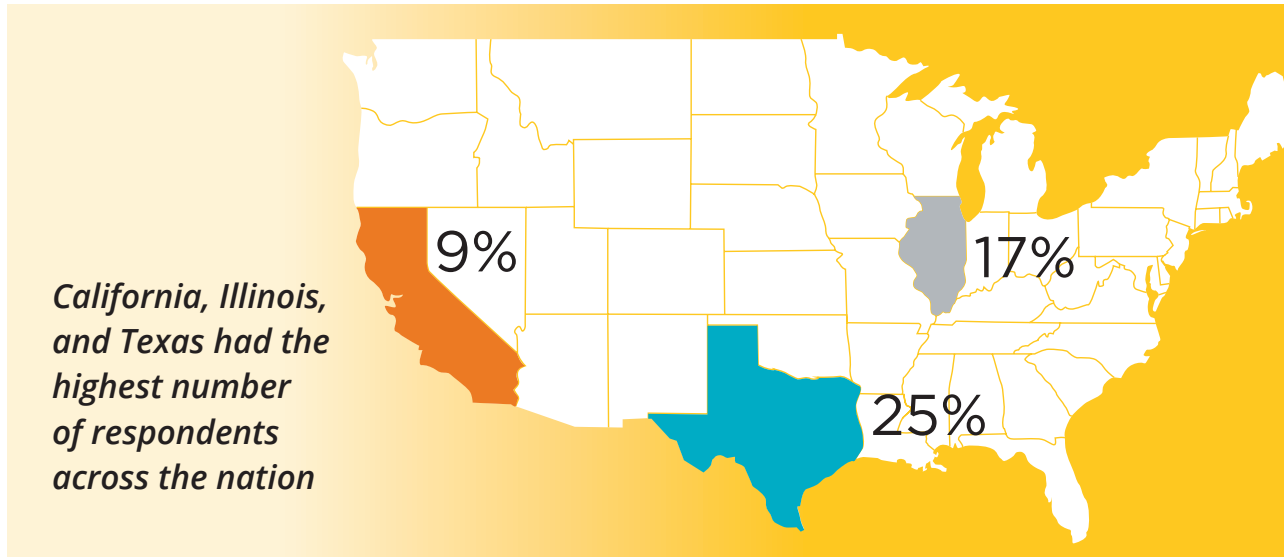 9%
17%
California, Illinois,
and Texas had the
highest number
of respondents
across the nation
25%